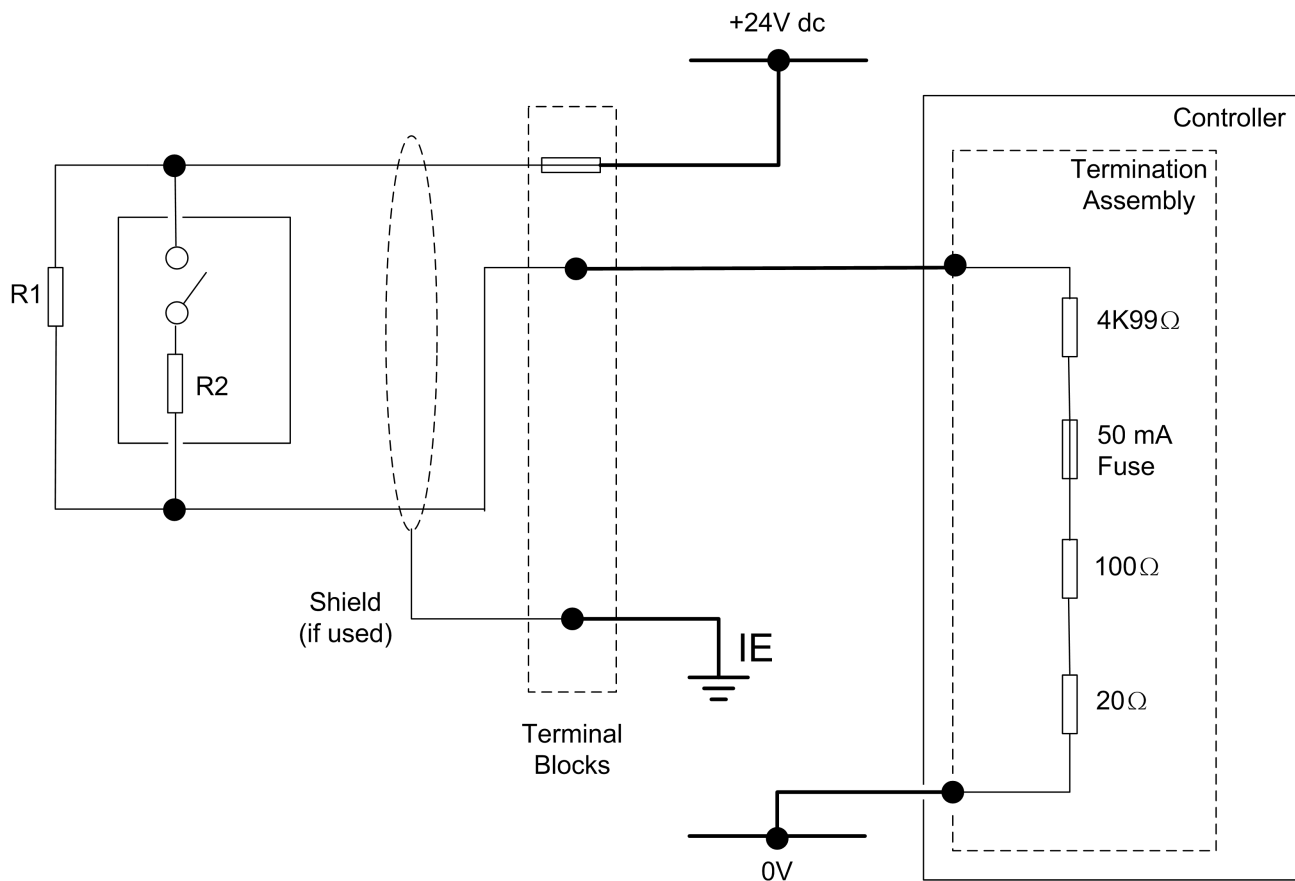 +24V dc
Controller
Termination
Assembly
R1
R2
4K99Ω
50 mA
Fuse
100Ω
20Ω
Shield
(if used)
IE
Terminal
Blocks
0V